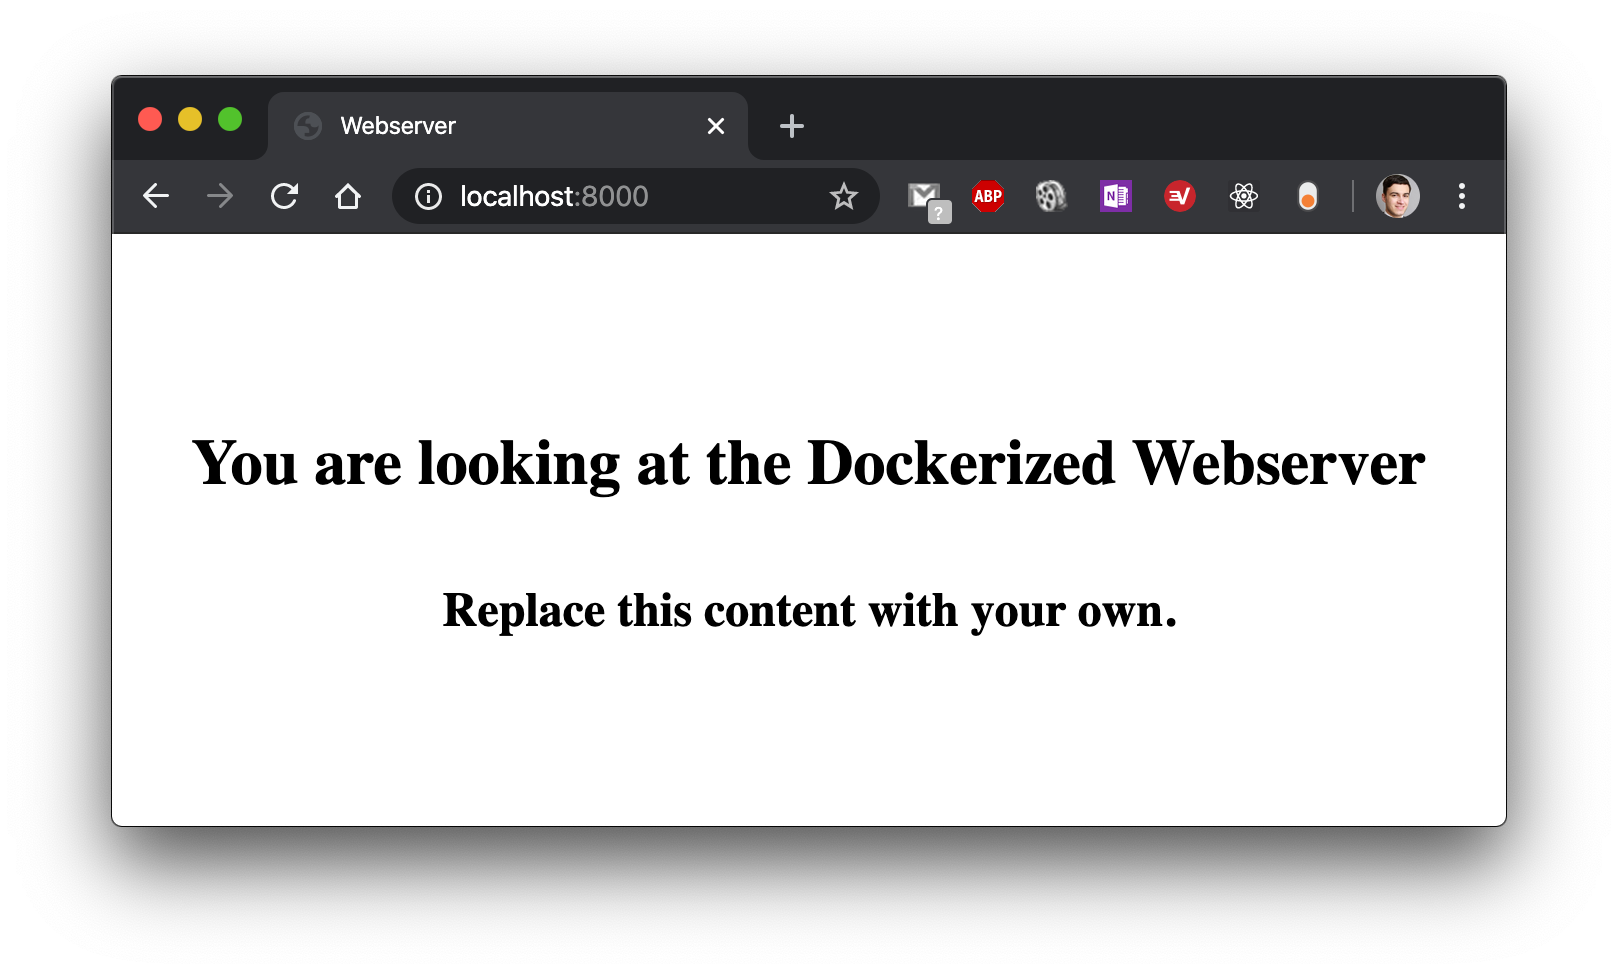 Webserver
localhost:8000
?
ABP
N
You are looking at the Dockerized Webserver
Replace this content with your own.